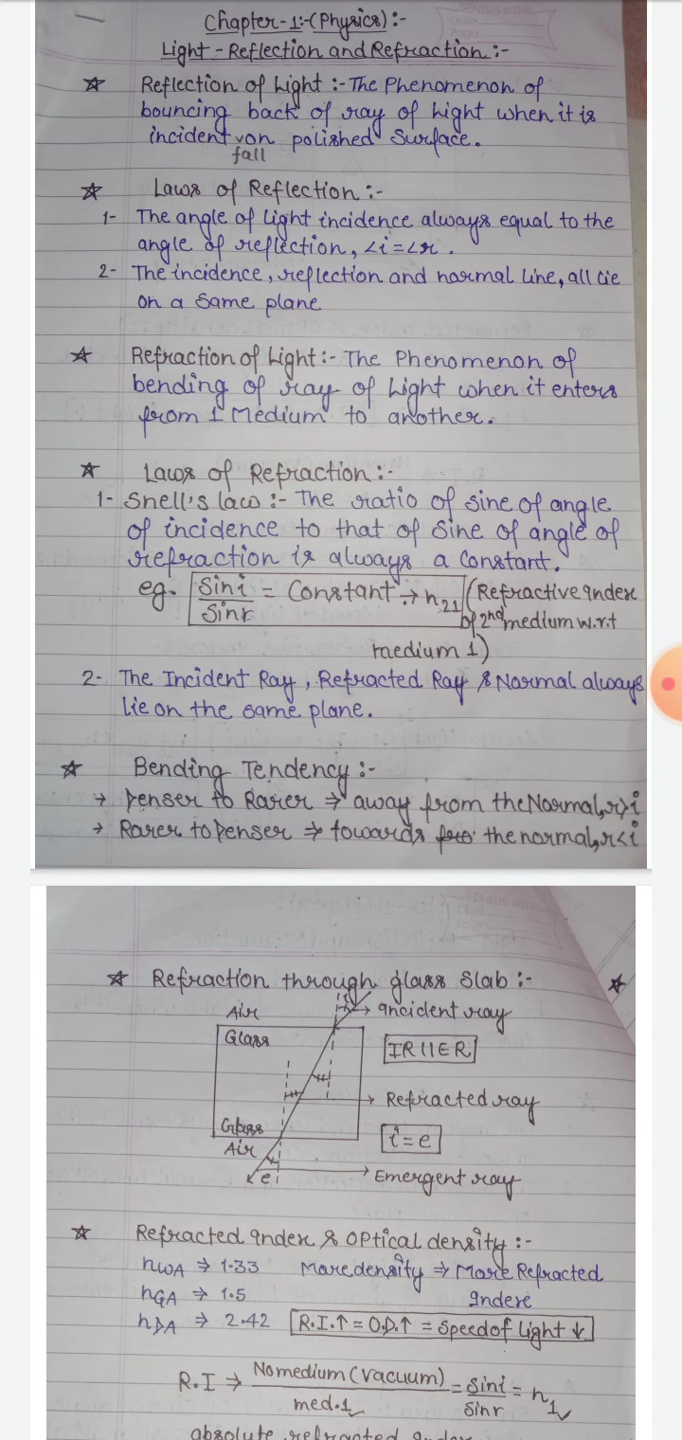 Chapter-1:-(Physics):-
Light-Reflection and Refraction:-
☆ Reflection of Light:-The Phenomenon of
bouncing back of ray of Light when it is
incident on polished Surface.
fall
☆ Laws of Reflection:-
1- The angle of Light incidence always equal to the
angle of reflection, ∠i=∠r.
2- The incidence, reflection and normal line, all lie
on a same plane
☆ Refraction of Light:- The Phenomenon of
bending of ray of Light when it enters
from 1 Medium to another.
☆ Laws of Refraction:-
1- Snell's law:- The ratio of sine of angle
of incidence to that of sine of angle of
refraction is always a constant.
eg. Sin i / Sin r = Constant → n21 (Refractive Index
of 2nd medium w.r.t
medium 1)
2- The Incident Ray, Refracted Ray & Normal always
lie on the same plane.
☆ Bending Tendency:-
→ Denser to Rarer ⇒ away from the Normal, r>i
→ Rarer to Denser ⇒ towards the normal, r<i
☆ Refraction through glass Slab:-
Air → Incident ray
Glass
IR||ER
→ Refracted ray
Glass
i=e
Air
e → Emergent ray
☆ Refracted Index & Optical density:-
nWA ⇒ 1.33 More density ⇒ More Refracted
nGA ⇒ 1.5 Indexe
nDA ⇒ 2.42 R.I.↑ = O.D.↑ = Speed of Light ↓
R.I ⇒ No medium (Vacuum) / med.1 = Sin i / Sin r = n1v
absolute refracted index